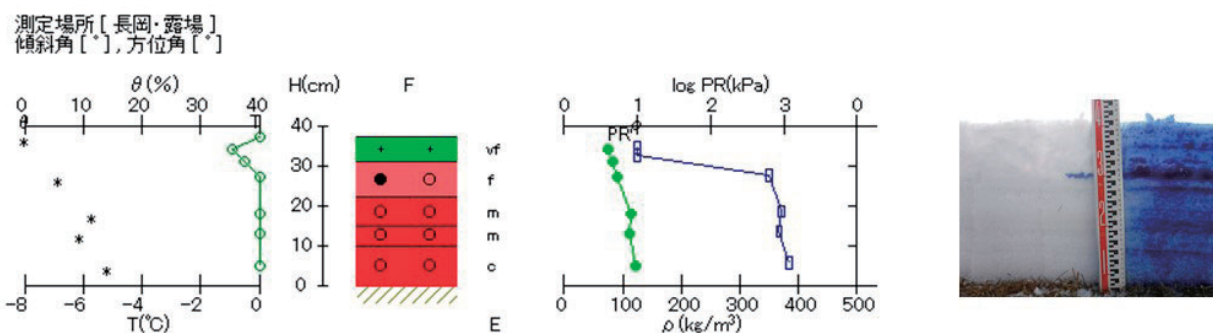 測定場所 [ 長岡・露場 ]
傾斜角 [ ° ] , 方位角 [ ° ]
θ (%)
0 10 20 30 40
θ
T
-8 -6 -4 -2 0
T(℃)
H(cm)
40
30
20
10
0
F
vf
f
m
m
c
E
log PR(kPa)
0 1 2 3 0
PR
ρ
0 100 200 300 400 500
ρ (kg/m³)